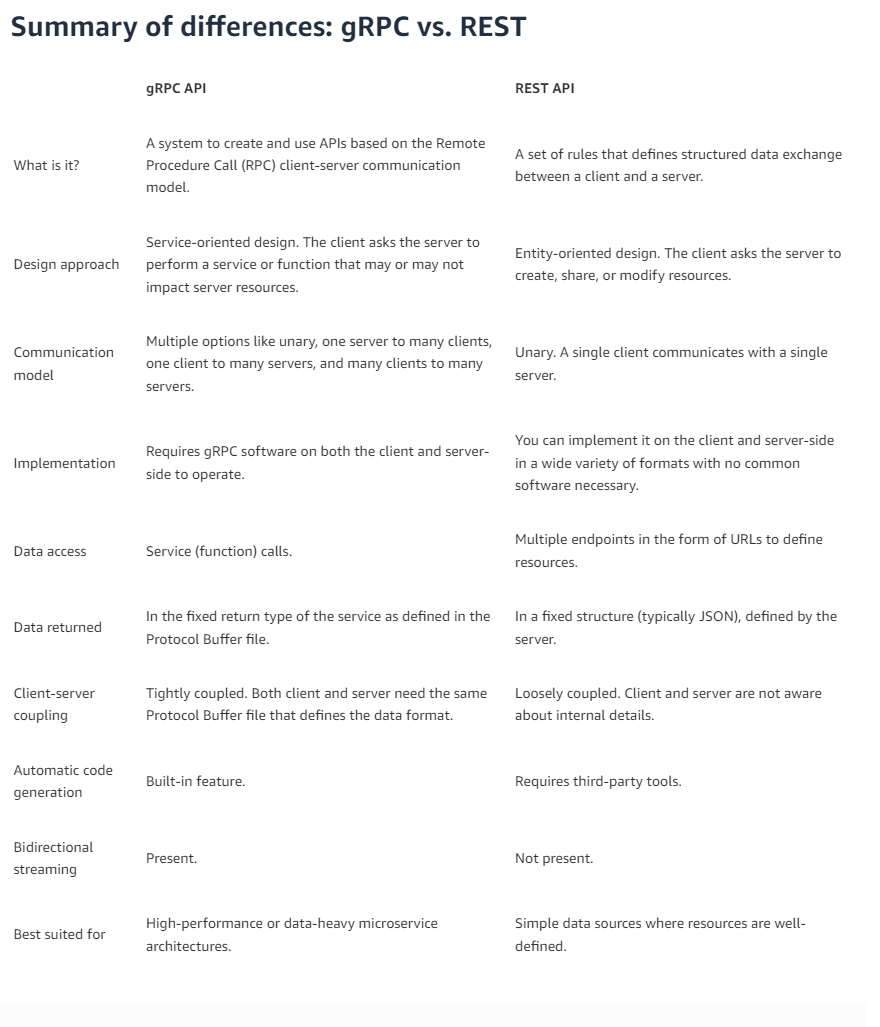 Summary of differences: gRPC vs. REST
gRPC API
REST API
What is it?
A system to create and use APIs based on the Remote
Procedure Call (RPC) client-server communication
model.
A set of rules that defines structured data exchange
between a client and a server.
Design approach
Service-oriented design. The client asks the server to
perform a service or function that may or may not
impact server resources.
Entity-oriented design. The client asks the server to
create, share, or modify resources.
Communication
model
Multiple options like unary, one server to many clients,
one client to many servers, and many clients to many
servers.
Unary. A single client communicates with a single
server.
Implementation
Requires gRPC software on both the client and server-
side to operate.
You can implement it on the client and server-side
in a wide variety of formats with no common
software necessary.
Data access
Service (function) calls.
Multiple endpoints in the form of URLs to define
resources.
Data returned
In the fixed return type of the service as defined in the
Protocol Buffer file.
In a fixed structure (typically JSON), defined by the
server.
Client-server
coupling
Tightly coupled. Both client and server need the same
Protocol Buffer file that defines the data format.
Loosely coupled. Client and server are not aware
about internal details.
Automatic code
generation
Built-in feature.
Requires third-party tools.
Bidirectional
streaming
Present.
Not present.
Best suited for
High-performance or data-heavy microservice
architectures.
Simple data sources where resources are well-
defined.